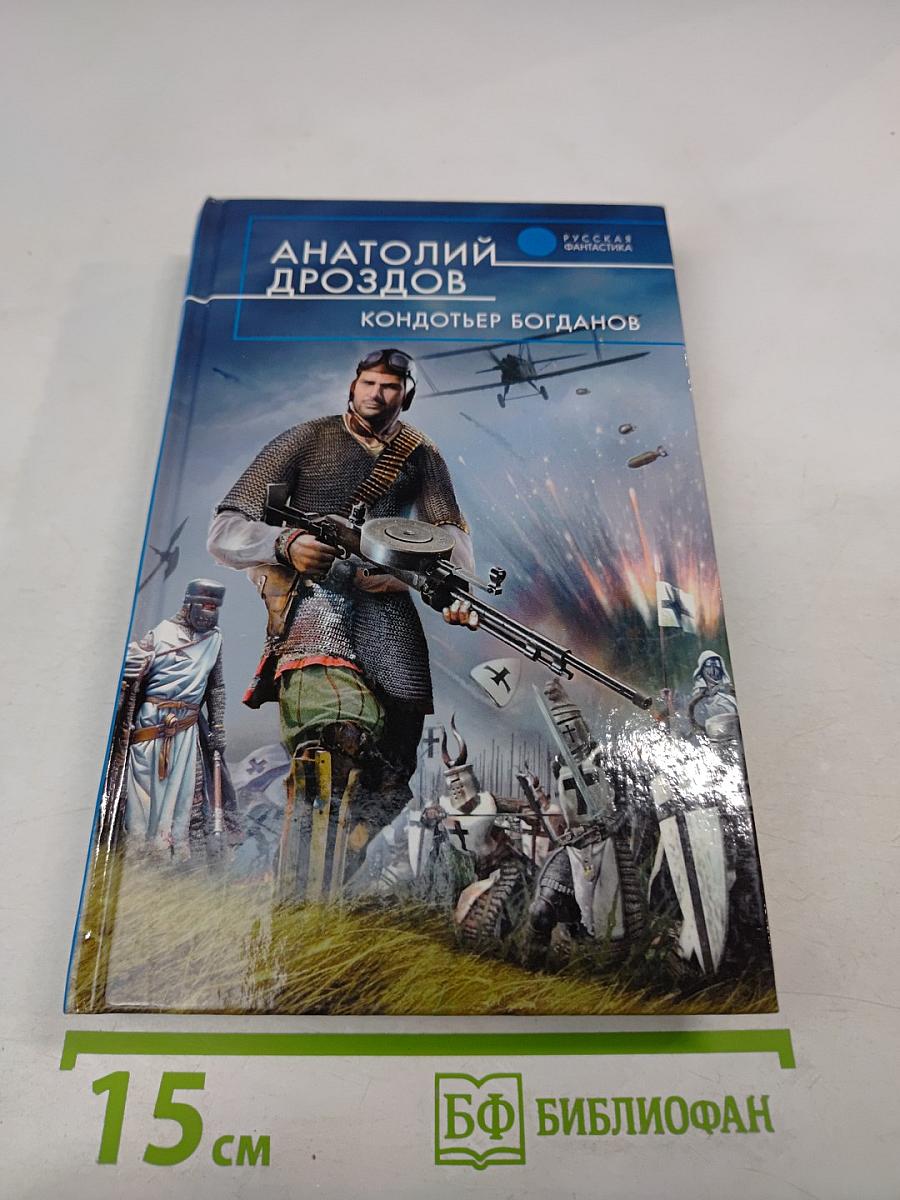 АНАТОЛИЙ
ДРОЗДОВ
РУССКАЯ
ФАНТАСТИКА
КОНДОТЬЕР БОГДАНОВ
15 см
БФ БИБЛИОФАН